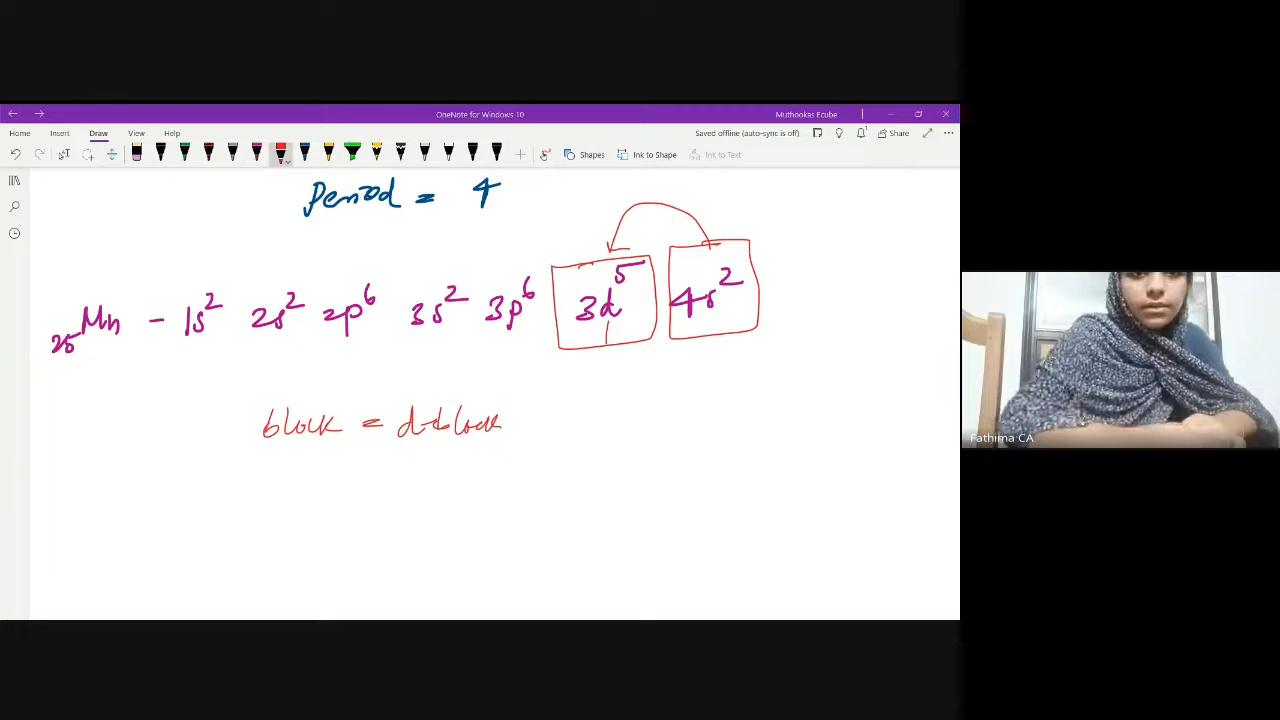 OneNote for Windows 10
Muthookas Ecube
Home Insert Draw View Help
Saved offline (auto-sync is off)
Share
Shapes
Ink to Shape
Ink to Text
Period = 4
₂₅Mn - 1s² 2s² 2p⁶ 3s² 3p⁶ 3d⁵ 4s²
block = d-block
Fathima CA